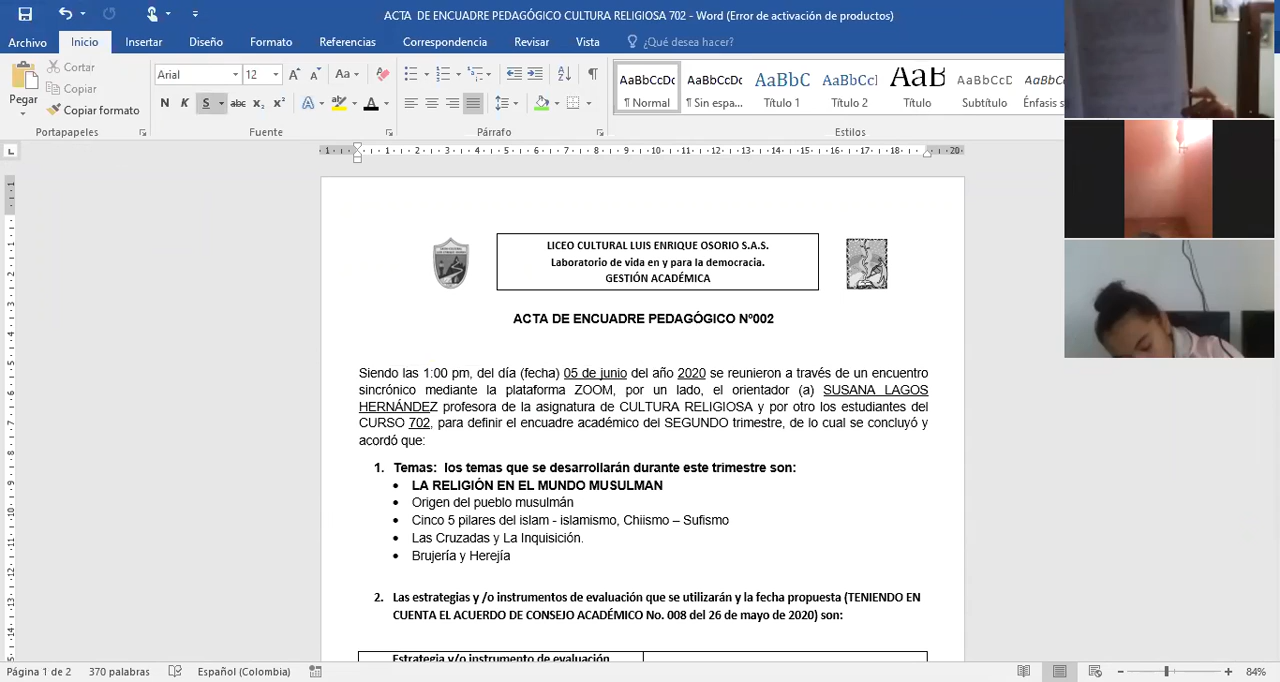 ACTA DE ENCUADRE PEDAGÓGICO CULTURA RELIGIOSA 702 - Word (Error de activación de productos)
Archivo Inicio Insertar Diseño Formato Referencias Correspondencia Revisar Vista ¿Qué desea hacer?
Pegar
Cortar
Copiar
Copiar formato
Portapapeles
Arial 12
Aa
N K S abc x₂ x²
A A
Fuente
Párrafo
AaBbCcDc
¶ Normal
AaBbCcDc
¶ Sin espa...
AaBbC
Título 1
AaBbCcI
Título 2
AaB
Título
AaBbCcD
Subtítulo
AaBbCc
Énfasis s
Estilos
LICEO CULTURAL LUIS ENRIQUE OSORIO S.A.S.
Laboratorio de vida en y para la democracia.
GESTIÓN ACADÉMICA
ACTA DE ENCUADRE PEDAGÓGICO Nº002
Siendo las 1:00 pm, del día (fecha) 05 de junio del año 2020 se reunieron a través de un encuentro
sincrónico mediante la plataforma ZOOM, por un lado, el orientador (a) SUSANA LAGOS
HERNÁNDEZ profesora de la asignatura de CULTURA RELIGIOSA y por otro los estudiantes del
CURSO 702, para definir el encuadre académico del SEGUNDO trimestre, de lo cual se concluyó y
acordó que:
1. Temas: los temas que se desarrollarán durante este trimestre son:
• LA RELIGIÓN EN EL MUNDO MUSULMAN
• Origen del pueblo musulmán
• Cinco 5 pilares del islam - islamismo, Chiismo – Sufismo
• Las Cruzadas y La Inquisición.
• Brujería y Herejía
2. Las estrategias y /o instrumentos de evaluación que se utilizarán y la fecha propuesta (TENIENDO EN
CUENTA EL ACUERDO DE CONSEJO ACADÉMICO No. 008 del 26 de mayo de 2020) son:
Estrategia y/o instrumento de evaluación
Página 1 de 2 370 palabras Español (Colombia) 84%